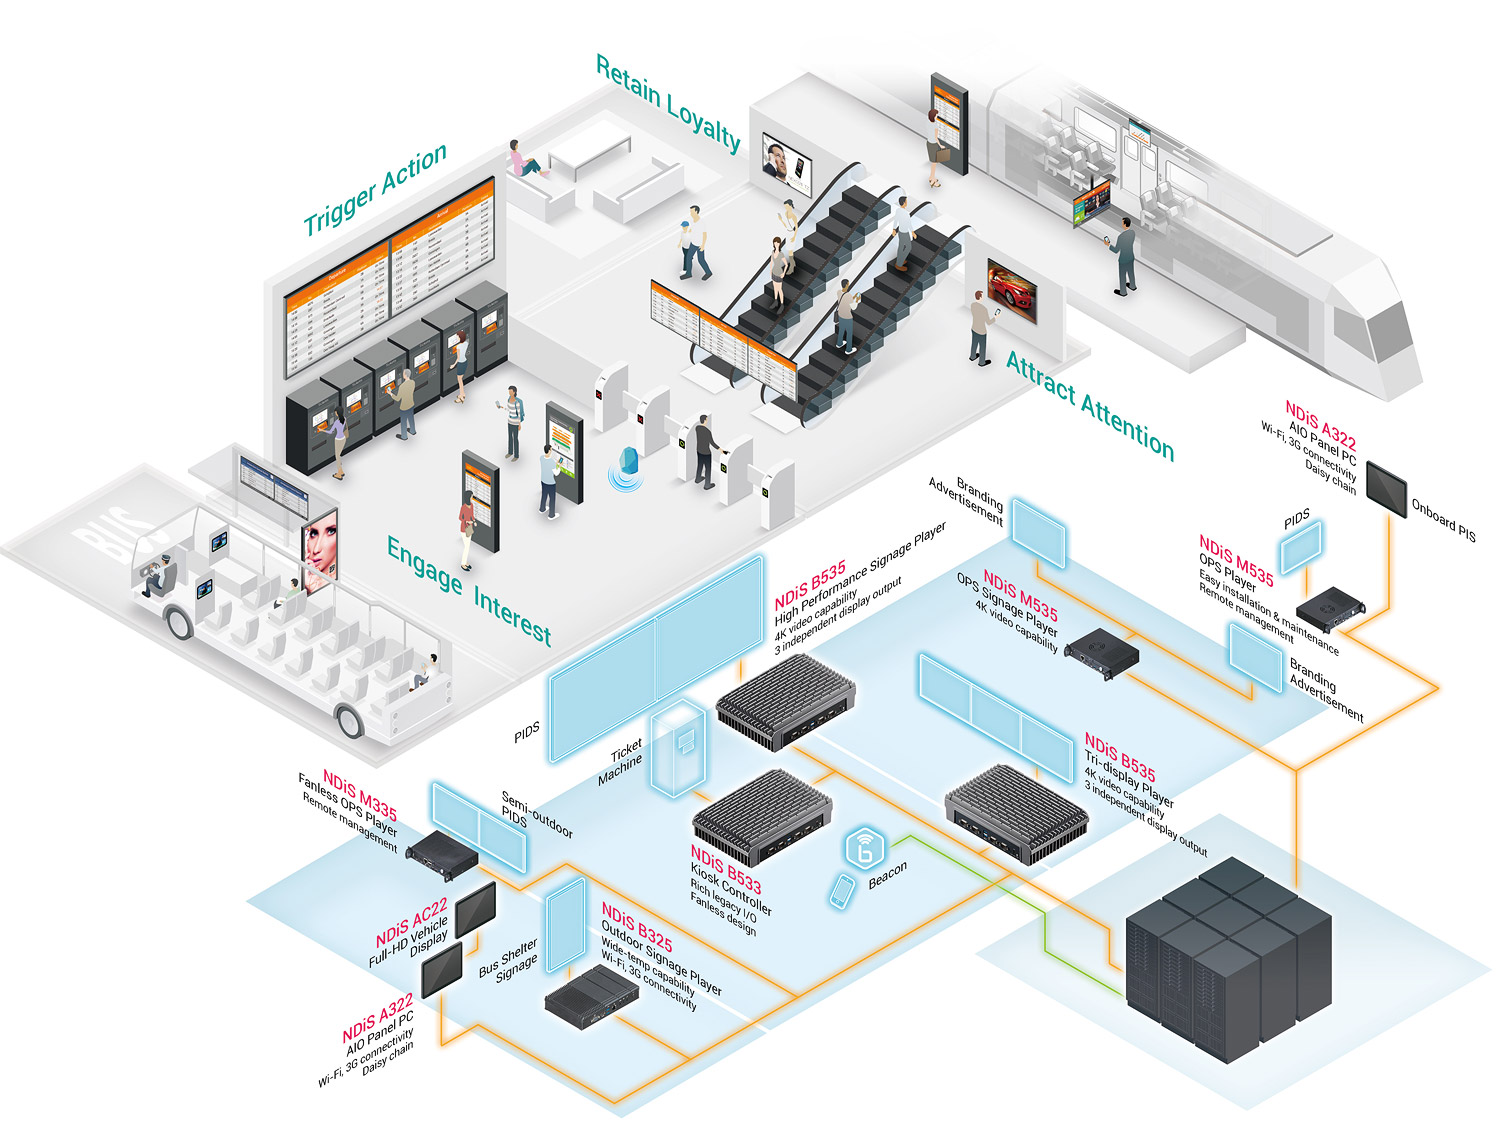 Retain Loyalty
Trigger Action
Departure
Arrival
Attract Attention
Engage Interest
BUS
NDiS A322
AIO Panel PC
Wi-Fi, 3G connectivity
Daisy chain
Onboard PIS
PIDS
NDiS M535
OPS Player
Easy installation & maintenance
Remote management
Branding
Advertisement
Branding
Advertisement
NDiS M535
OPS Signage Player
4K video capability
NDiS B535
High Performance Signage Player
4K video capability
3 independent display output
PIDS
Ticket
Machine
NDiS B535
Tri-display Player
4K video capability
3 independent display output
NDiS B533
Kiosk Controller
Rich legacy I/O
Fanless design
Beacon
NDiS M335
Fanless OPS Player
Remote management
Semi-outdoor
PIDS
NDiS AC22
Full-HD Vehicle
Display
Bus Shelter
Signage
NDiS B325
Outdoor Signage Player
Wide-temp capability
Wi-Fi, 3G connectivity
NDiS A322
AIO Panel PC
Wi-Fi, 3G connectivity
Daisy chain